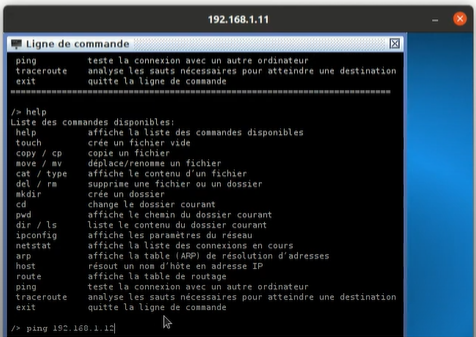 192.168.1.11
Ligne de commande
ping teste la connexion avec un autre ordinateur
traceroute analyse les sauts nécessaires pour atteindre une destination
exit quitte la ligne de commande
================================================================
/> help
Liste des commandes disponibles:
help affiche la liste des commandes disponibles
touch crée un fichier vide
copy / cp copie un fichier
move / mv déplace/renomme un fichier
cat / type affiche le contenu d'un fichier
del / rm supprime une fichier ou un dossier
mkdir crée un dossier
cd change le dossier courant
pwd affiche le chemin du dossier courant
dir / ls liste le contenu du dossier courant
ipconfig affiche les paramètres du réseau
netstat affiche la liste des connexions en cours
arp affiche la table (ARP) de résolution d'adresses
host résout un nom d'hôte en adresse IP
route affiche la table de routage
ping teste la connexion avec un autre ordinateur
traceroute analyse les sauts nécessaires pour atteindre une destination
exit quitte la ligne de commande
/> ping 192.168.1.12